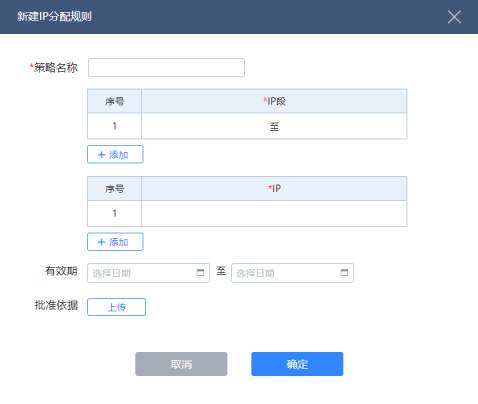 新建IP分配规则
*策略名称
序号 *IP段
1 至
+ 添加
序号 *IP
1
+ 添加
有效期 选择日期 至 选择日期
批准依据 上传
取消 确定